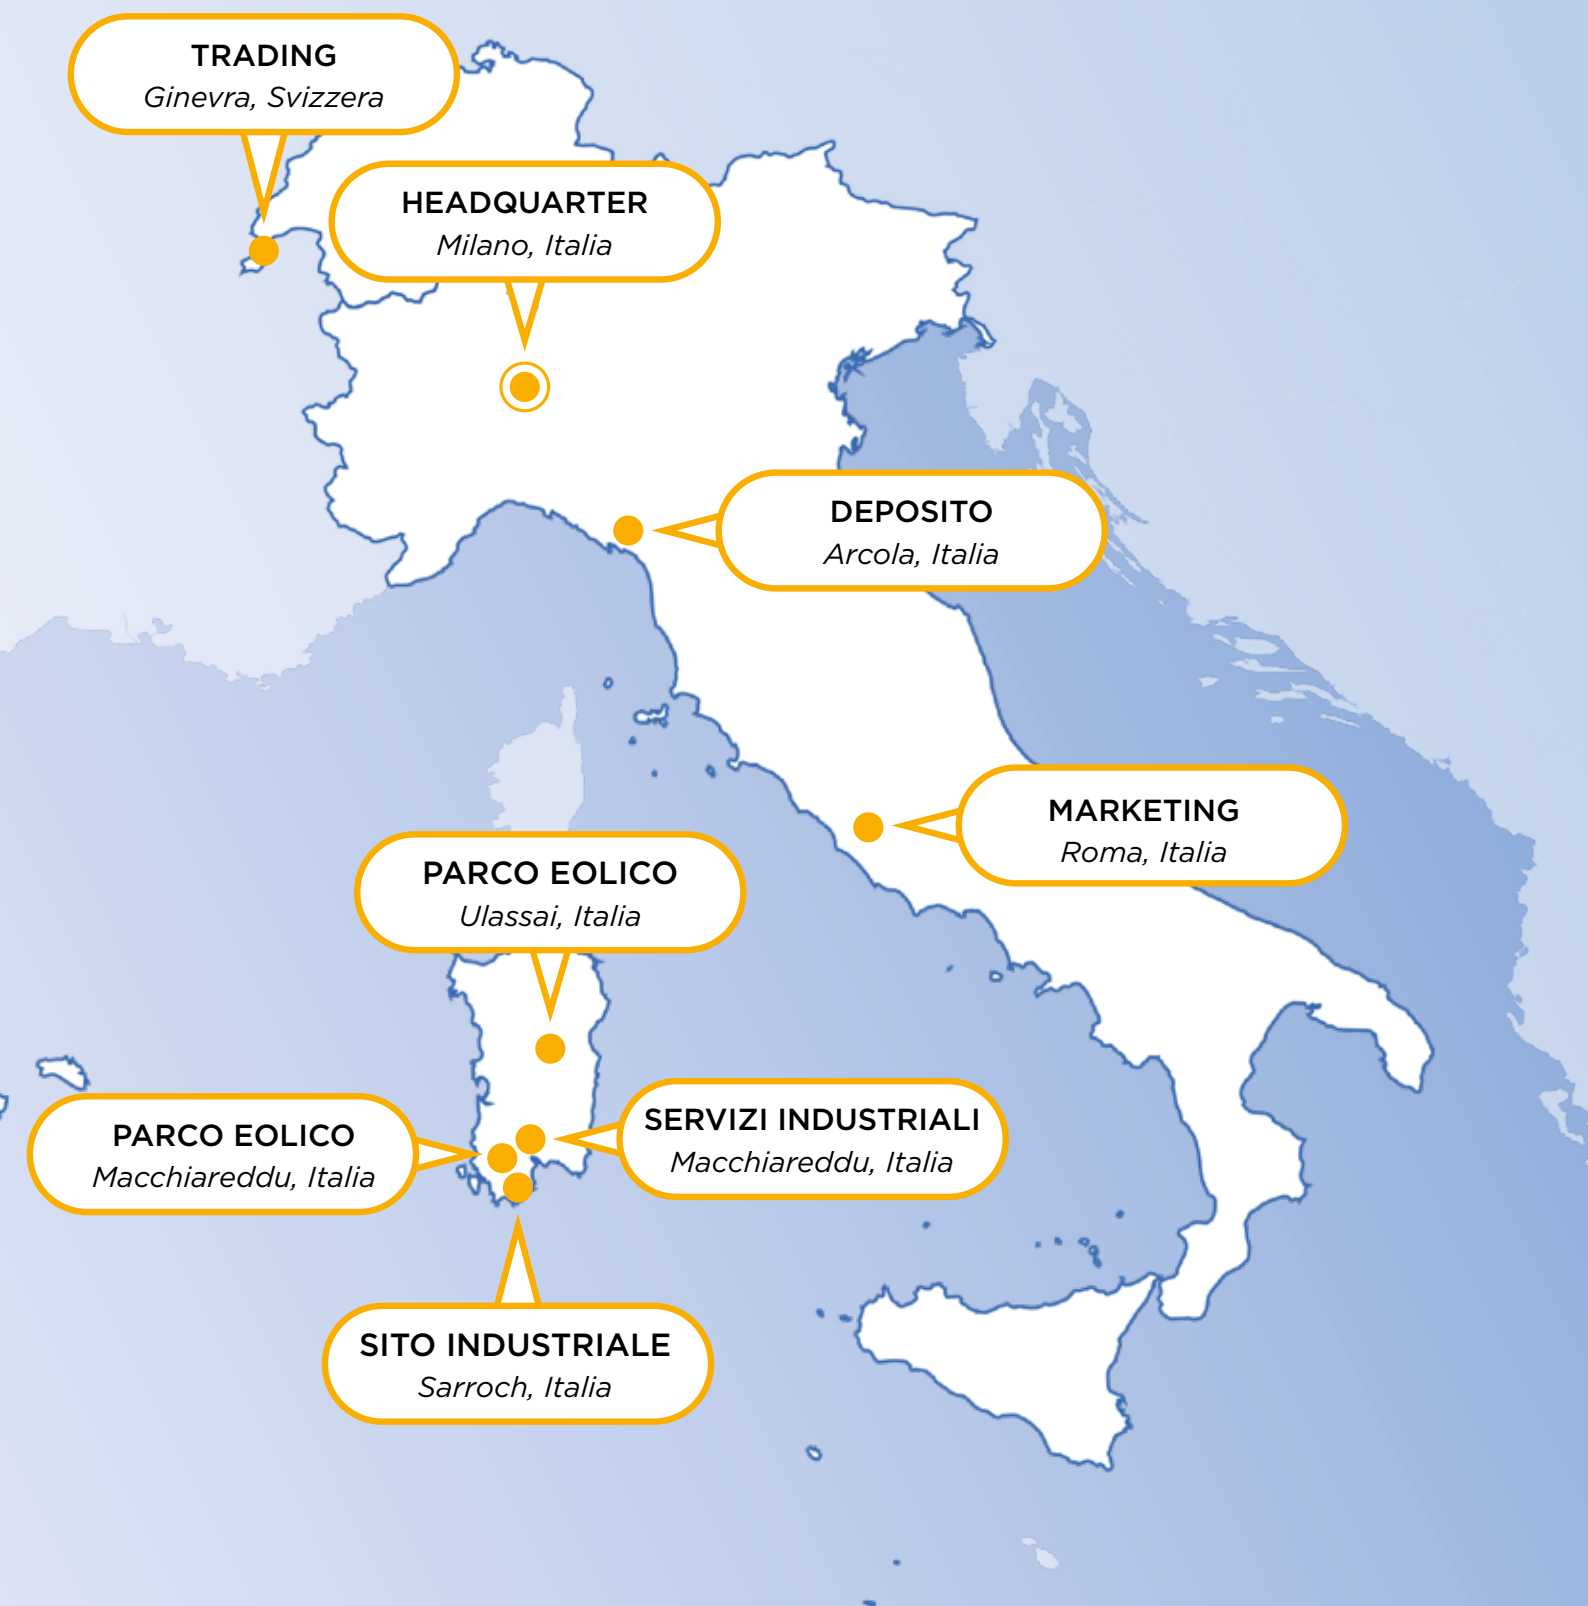 TRADING
Ginevra, Svizzera
HEADQUARTER
Milano, Italia
DEPOSITO
Arcola, Italia
MARKETING
Roma, Italia
PARCO EOLICO
Ulassai, Italia
PARCO EOLICO
Macchiareddu, Italia
SERVIZI INDUSTRIALI
Macchiareddu, Italia
SITO INDUSTRIALE
Sarroch, Italia